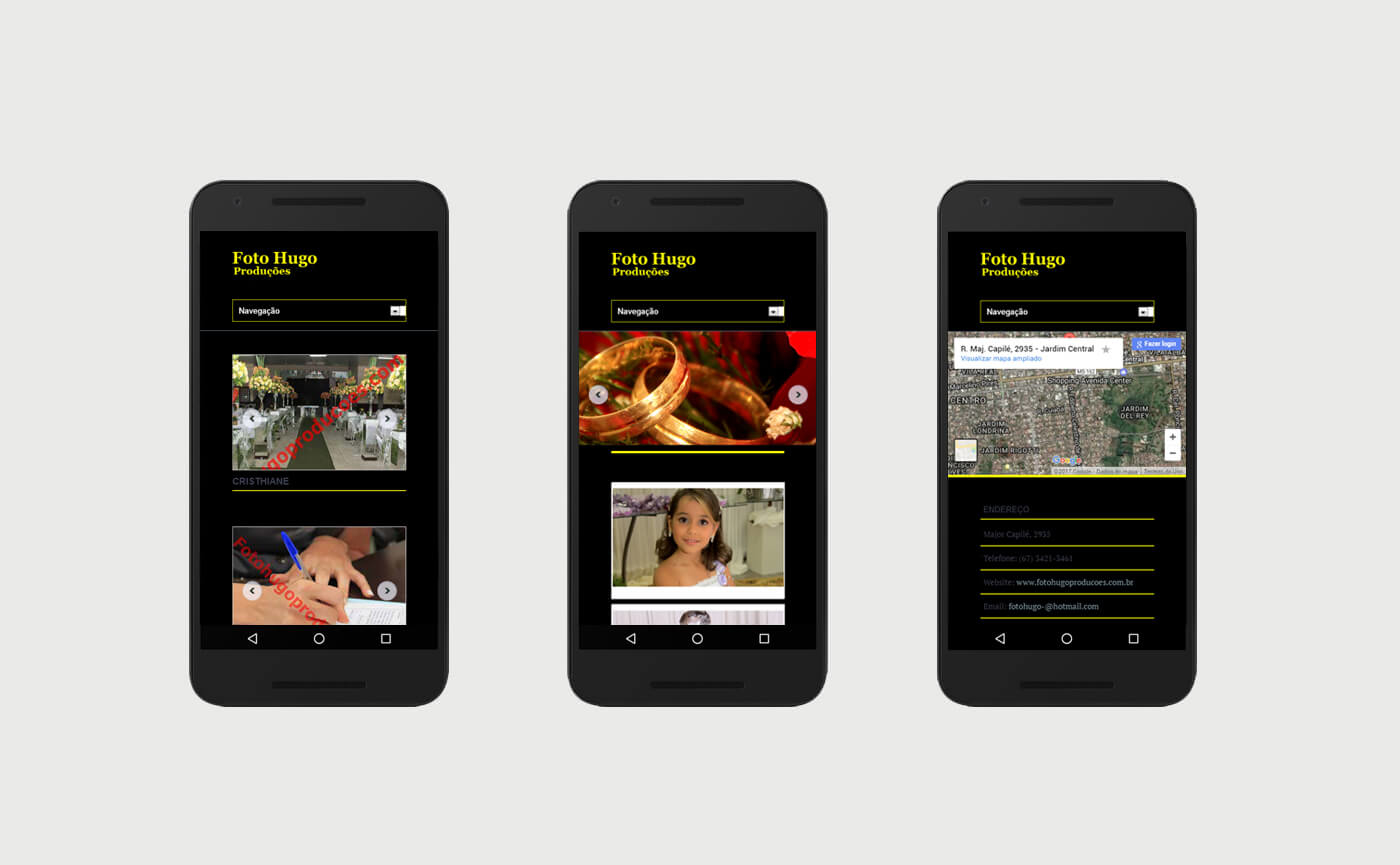 Foto Hugo
Produções
Navegação
goproducoes.com
CRISTHIANE
Fotohugopro
Foto Hugo
Produções
Navegação
Foto Hugo
Produções
Navegação
R. Maj. Capilé, 2935 - Jardim Central
Visualizar mapa ampliado
Fazer login
Shopping Avenida Center
CENTRO
JARDIM
DEL REY
JARDIM
LONDRINA
JARDIM RIGOTTI
Google
©2017 Google - Dados do mapa
Termos de Uso
ENDEREÇO
Major Capilé, 2935
Telefone: (67) 3421-3461
Website: www.fotohugoproducoes.com.br
Email: fotohugo-@hotmail.com